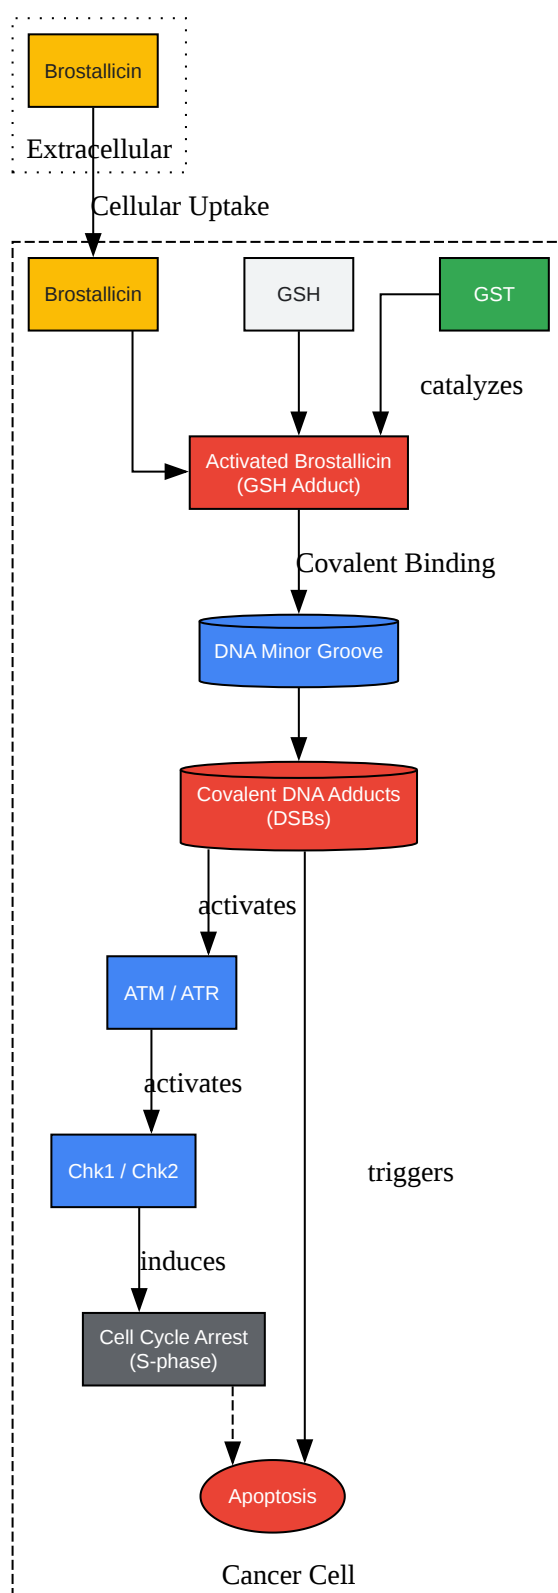 Brostallicin
Extracellular
Cellular Uptake
Brostallicin
GSH
GST
catalyzes
Activated Brostallicin
(GSH Adduct)
Covalent Binding
DNA Minor Groove
Covalent DNA Adducts
(DSBs)
activates
ATM / ATR
activates
Chk1 / Chk2
triggers
induces
Cell Cycle Arrest
(S-phase)
Apoptosis
Cancer Cell